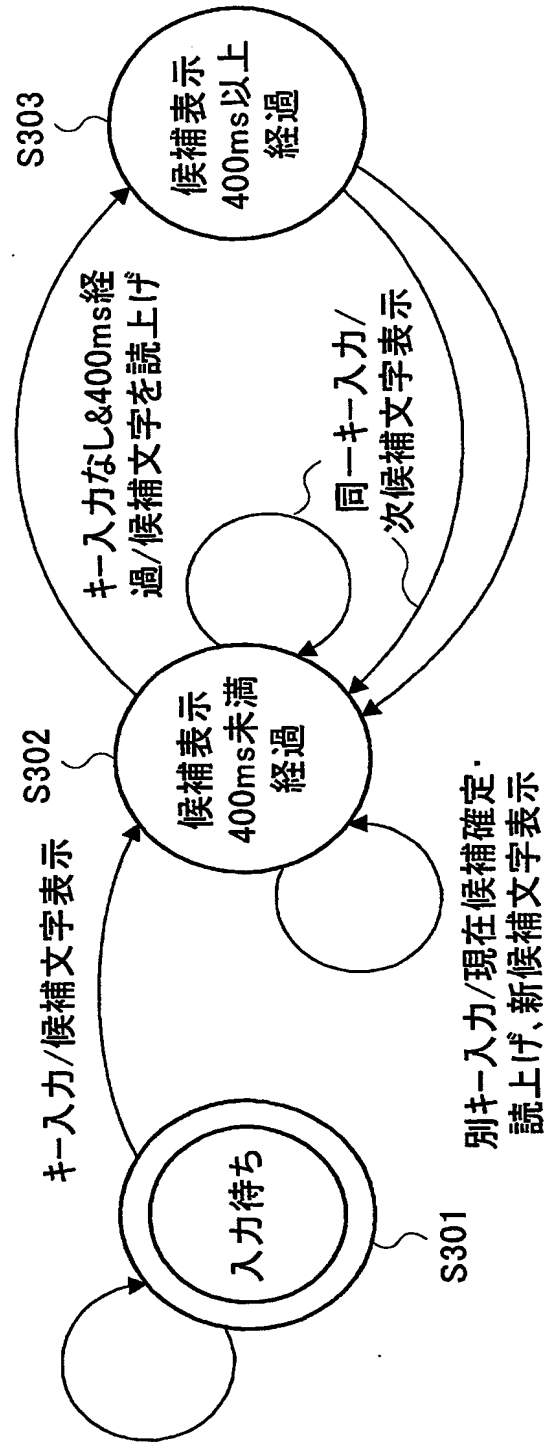 キー入力/候補文字表示
S301
入力待ち
S302
候補表示
400ms未満
経過
別キー入力/現在候補確定・
読上げ、新候補文字表示
キー入力なし&400ms経
過/候補文字を読上げ
同一キー入力/
次候補文字表示
S303
候補表示
400ms以上
経過